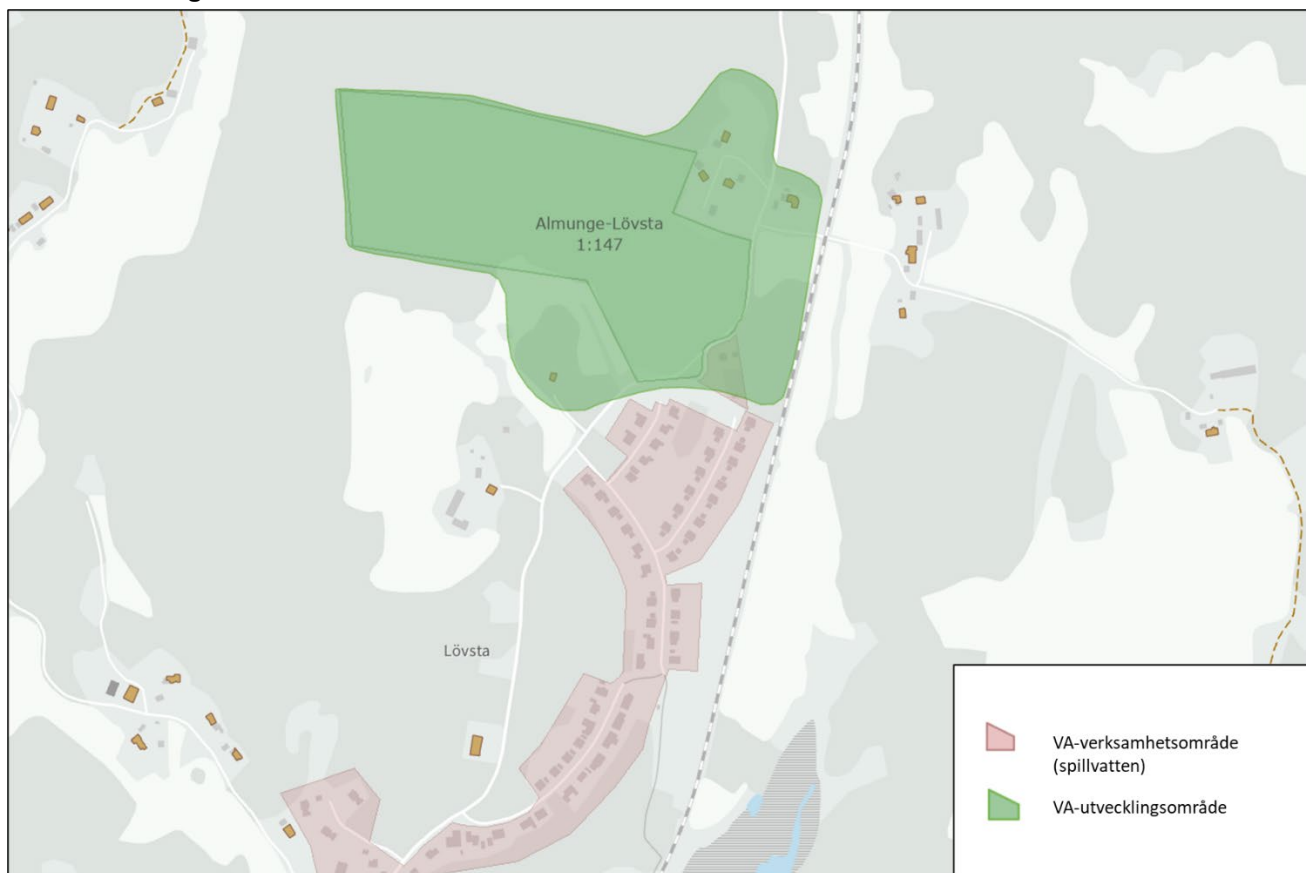 Almunge-Lövsta
1:147
Lövsta
VA-verksamhetsområde
(spillvatten)
VA-utvecklingsområde